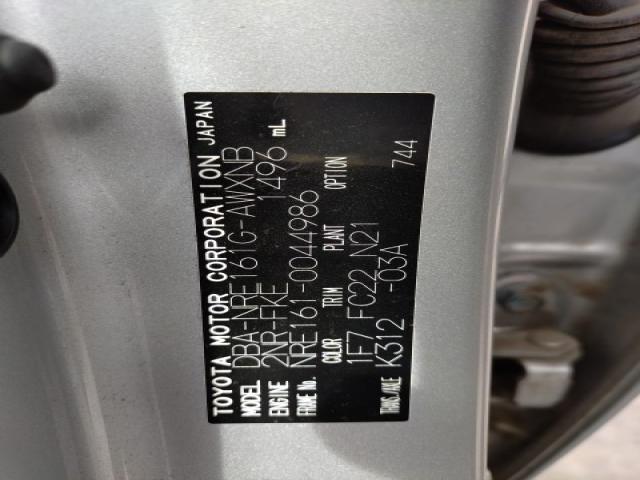 TOYOTA MOTOR CORPORATION JAPAN
MODEL DBA-NRE161G-AWXNB
ENGINE 2NR-FKE 1496 mL
FRAME No. NRE161-0044986
COLOR TRIM PLANT OPTION
1F7 FC22 N21 744
TRANS/AXLE K312 -03A